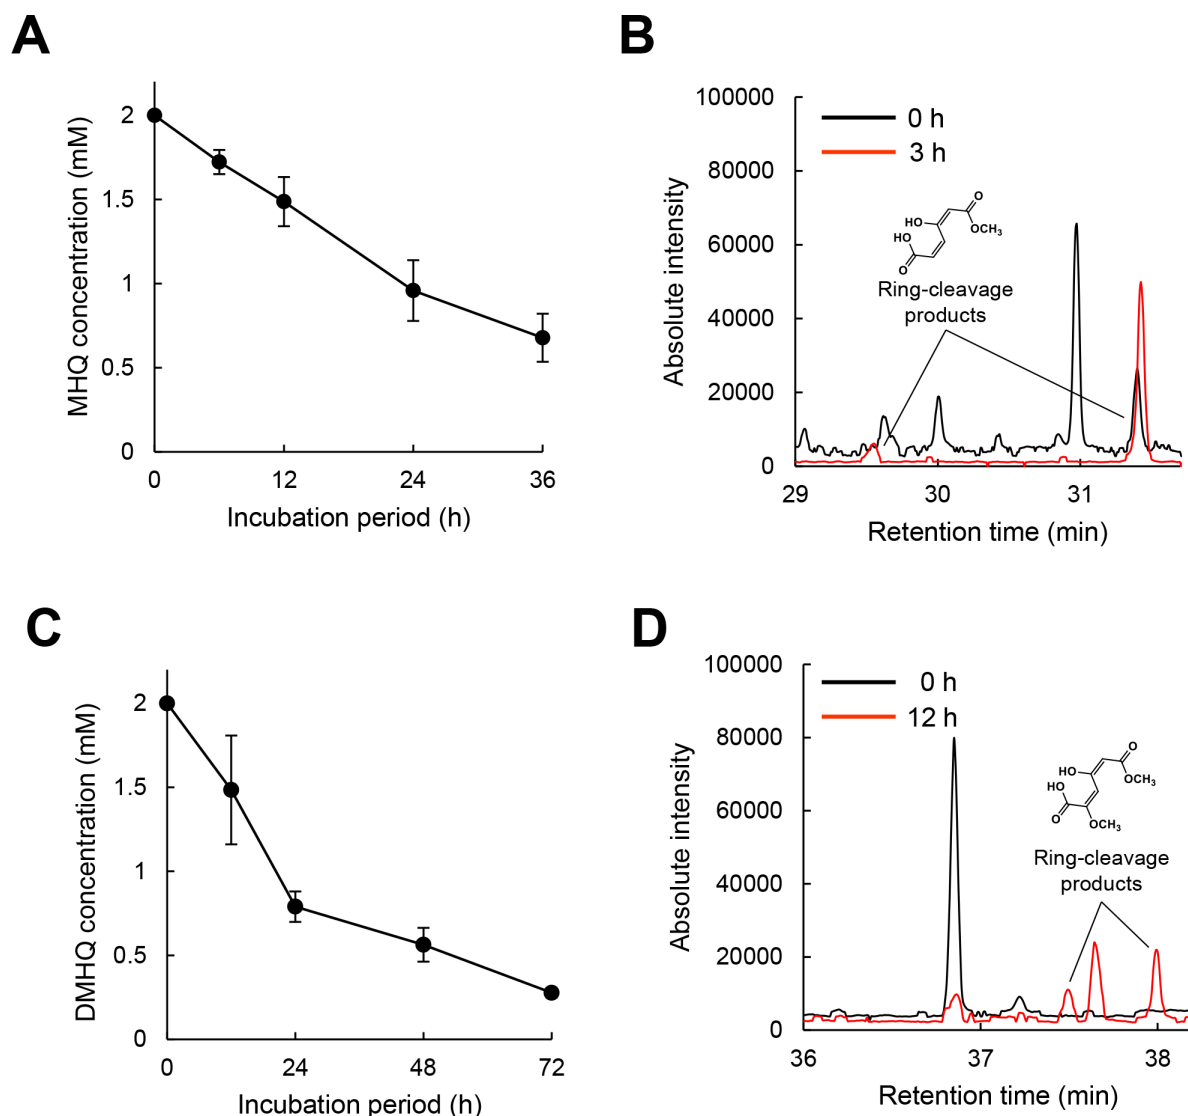 A
MHQ concentration (mM)
2
1.5
1
0.5
0
0
12
24
36
Incubation period (h)
B
Absolute intensity
100000
80000
60000
40000
20000
0
0 h
3 h
O
HO
OCH3
HO
O
Ring-cleavage
products
29
30
31
Retention time (min)
C
DMHQ concentration (mM)
2
1.5
1
0.5
0
0
24
48
72
Incubation period (h)
D
Absolute intensity
100000
80000
60000
40000
20000
0
0 h
12 h
O
HO
OCH3
HO
O
OCH3
Ring-cleavage
products
36
37
38
Retention time (min)